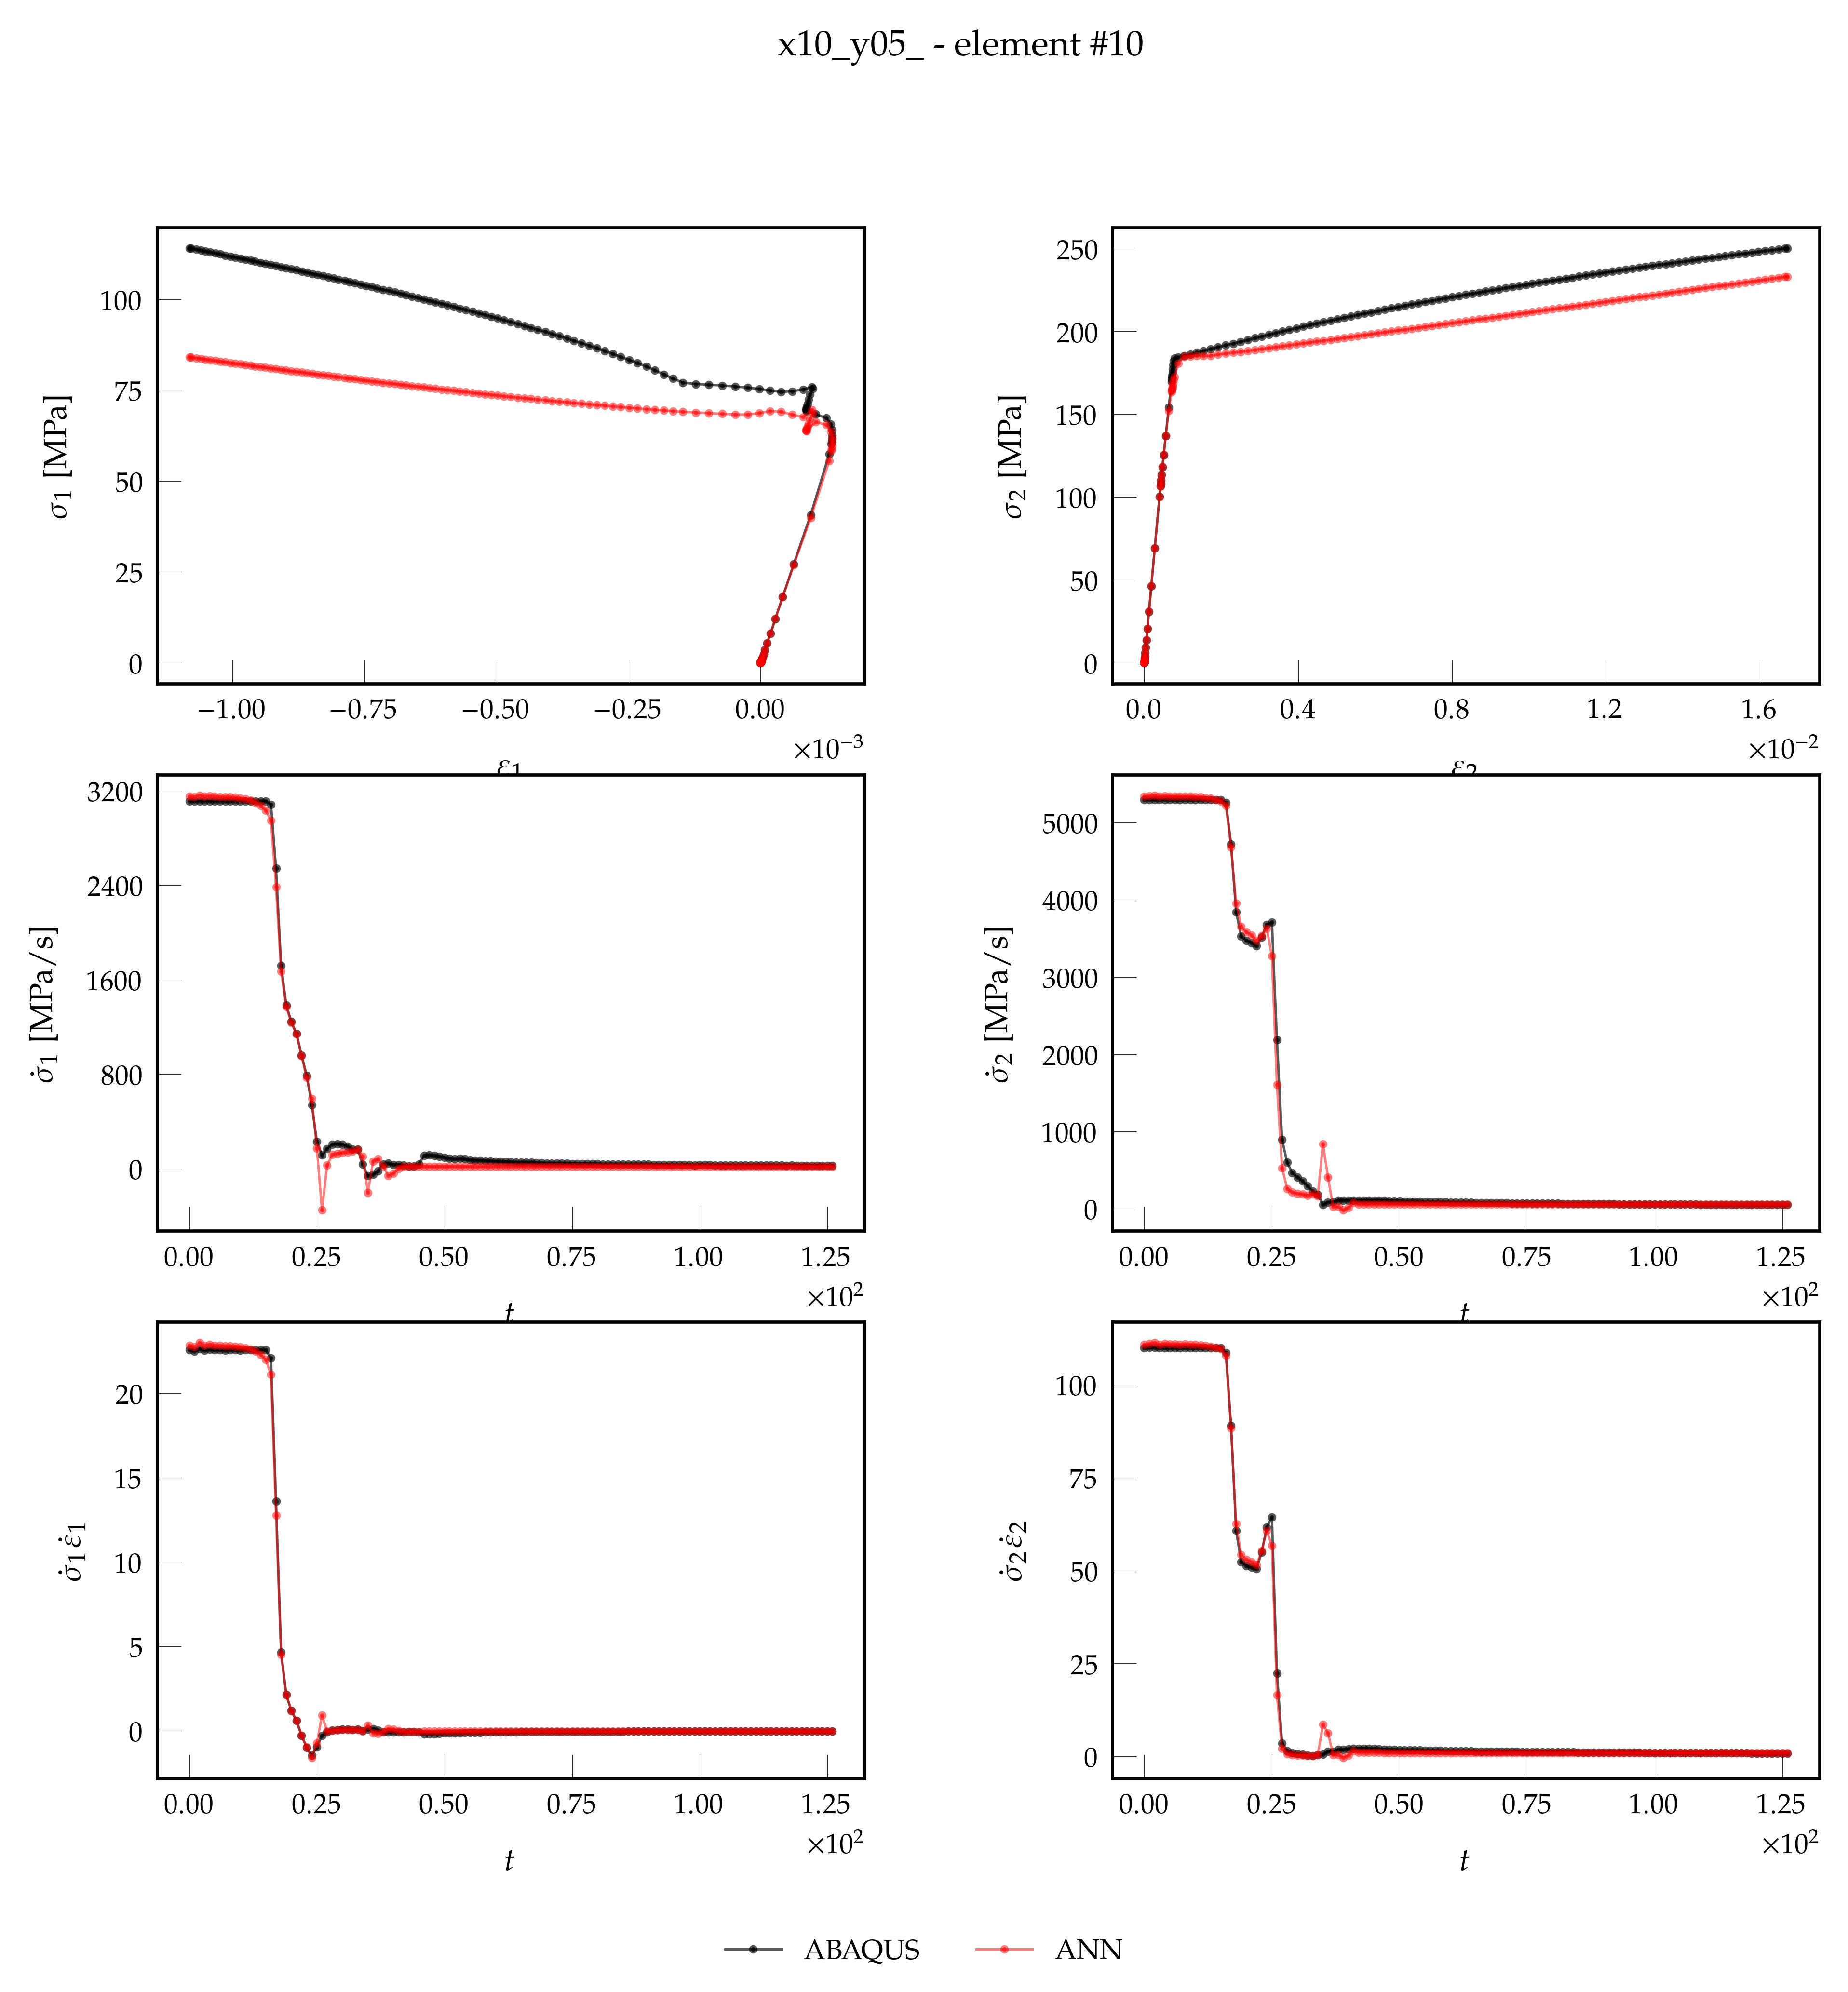 x10_y05_ - element #10
σ1 [MPa]
100
75
50
25
0
−1.00 −0.75 −0.50 −0.25 0.00
×10−3
ε1
σ2 [MPa]
250
200
150
100
50
0
0.0 0.4 0.8 1.2 1.6
×10−2
ε2
σ̇1 [MPa/s]
3200
2400
1600
800
0
0.00 0.25 0.50 0.75 1.00 1.25
×102
t
σ̇2 [MPa/s]
5000
4000
3000
2000
1000
0
0.00 0.25 0.50 0.75 1.00 1.25
×102
t
σ̇1ε̇1
20
15
10
5
0
0.00 0.25 0.50 0.75 1.00 1.25
×102
t
σ̇2ε̇2
100
75
50
25
0
0.00 0.25 0.50 0.75 1.00 1.25
×102
t
ABAQUS ANN